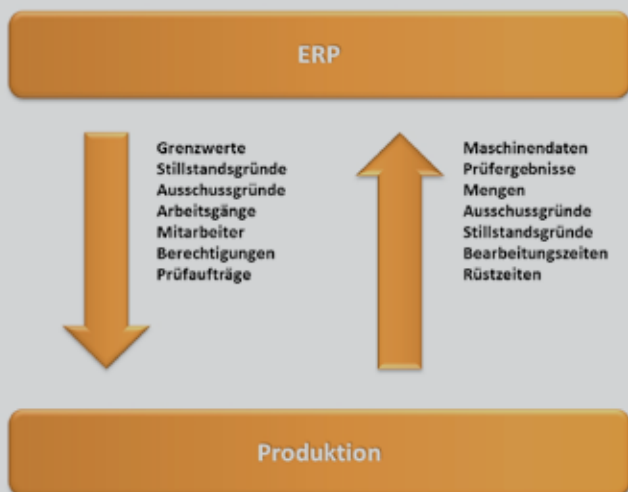 ERP
Grenzwerte
Stillstandsgründe
Ausschussgründe
Arbeitsgänge
Mitarbeiter
Berechtigungen
Prüfaufträge
Maschinendaten
Prüfergebnisse
Mengen
Ausschussgründe
Stillstandsgründe
Bearbeitungszeiten
Rüstzeiten
Produktion